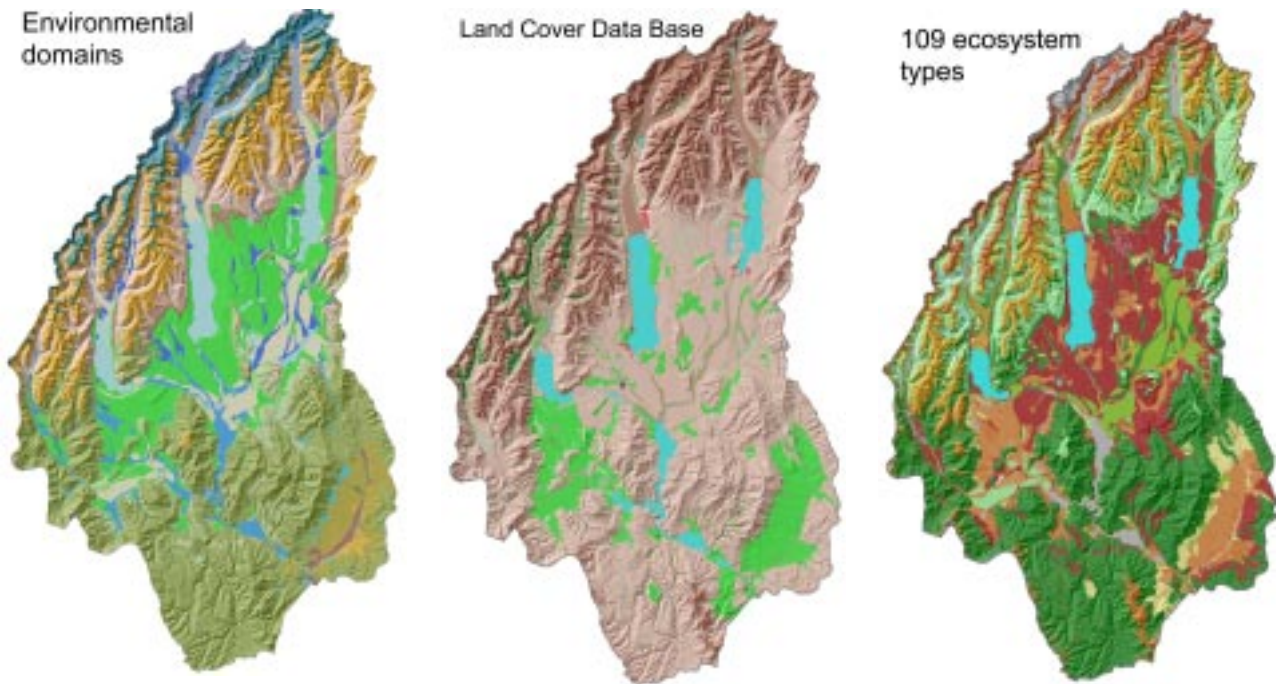 Environmental
domains
Land Cover Data Base
109 ecosystem
types